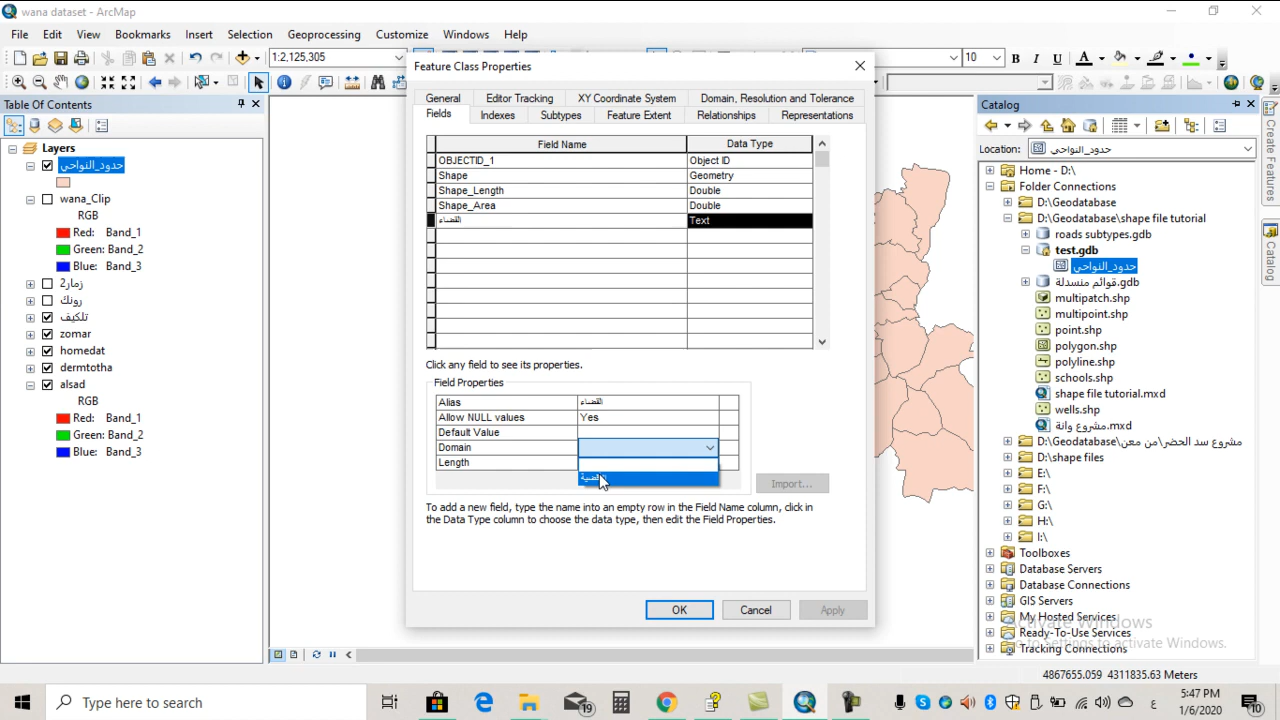 wana dataset - ArcMap
File Edit View Bookmarks Insert Selection Geoprocessing Customize Windows Help
1:2,125,305
10 B I U A
Table Of Contents
Layers
حدود_النواحي
wana_Clip
RGB
Red: Band_1
Green: Band_2
Blue: Band_3
زمار2
رونك
تلكيف
zomar
homedat
dermtotha
alsad
RGB
Red: Band_1
Green: Band_2
Blue: Band_3
Feature Class Properties
General Editor Tracking XY Coordinate System Domain, Resolution and Tolerance
Fields Indexes Subtypes Feature Extent Relationships Representations
Field Name Data Type
OBJECTID_1 Object ID
Shape Geometry
Shape_Length Double
Shape_Area Double
القضاء Text
Click any field to see its properties.
Field Properties
Alias القضاء
Allow NULL values Yes
Default Value
Domain
Length
Import...
To add a new field, type the name into an empty row in the Field Name column, click in
the Data Type column to choose the data type, then edit the Field Properties.
OK Cancel Apply
Catalog
Location: حدود_النواحي
Home - D:\
Folder Connections
D:\Geodatabase
D:\Geodatabase\shape file tutorial
roads subtypes.gdb
test.gdb
حدود_النواحي
قوائم منسدلة.gdb
multipatch.shp
multipoint.shp
point.shp
polygon.shp
polyline.shp
schools.shp
shape file tutorial.mxd
wells.shp
مشروع وانة.mxd
D:\Geodatabase\مشروع سد الحضر\من معن
D:\shape files
E:\
F:\
G:\
H:\
I:\
Toolboxes
Database Servers
Database Connections
GIS Servers
My Hosted Services
Ready-To-Use Services
Tracking Connections
Create Features
Catalog
Activate Windows
Go to Settings to activate Windows.
4867655.059 4311835.63 Meters
Type here to search
19
ع
5:47 PM
1/6/2020
10